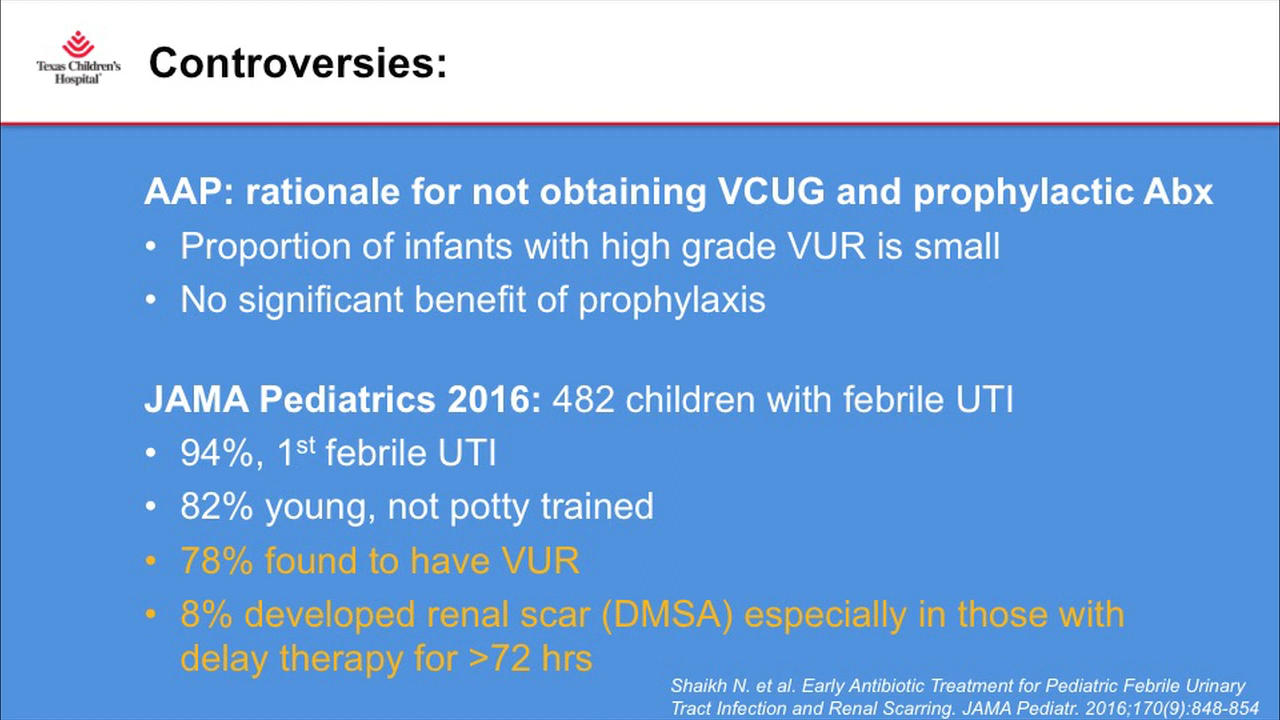 Texas Children's
Hospital
Controversies:
AAP: rationale for not obtaining VCUG and prophylactic Abx
• Proportion of infants with high grade VUR is small
• No significant benefit of prophylaxis
JAMA Pediatrics 2016: 482 children with febrile UTI
• 94%, 1st febrile UTI
• 82% young, not potty trained
• 78% found to have VUR
• 8% developed renal scar (DMSA) especially in those with
delay therapy for >72 hrs
Shaikh N. et al. Early Antibiotic Treatment for Pediatric Febrile Urinary
Tract Infection and Renal Scarring. JAMA Pediatr. 2016;170(9):848-854